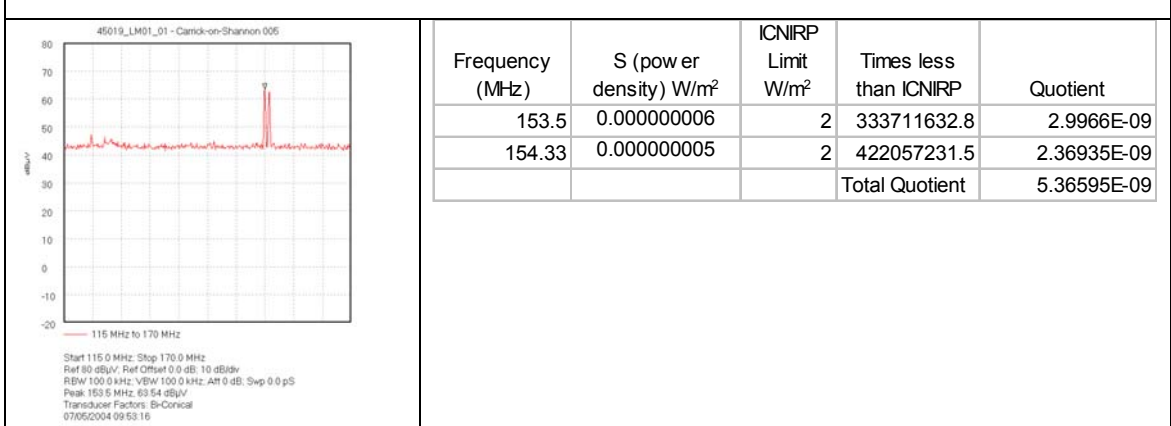 45019_LM01_01 - Carrick-on-Shannon 005
80
70
60
50
40
30
20
10
0
-10
-20
dBµV
115 MHz to 170 MHz
Start 115.0 MHz; Stop 170.0 MHz
Ref 80 dBµV; Ref Offset 0.0 dB; 10 dB/div
RBW 100.0 kHz; VBW 100.0 kHz; Att 0 dB; Swp 0.0 pS
Peak 153.5 MHz, 63.54 dBµV
Transducer Factors: Bi-Conical
07/05/2004 09:53:16
Frequency (MHz) S (pow er density) W/m² ICNIRP Limit W/m² Times less than ICNIRP Quotient
153.5 0.000000006 2 333711632.8 2.9966E-09
154.33 0.000000005 2 422057231.5 2.36935E-09
Total Quotient 5.36595E-09